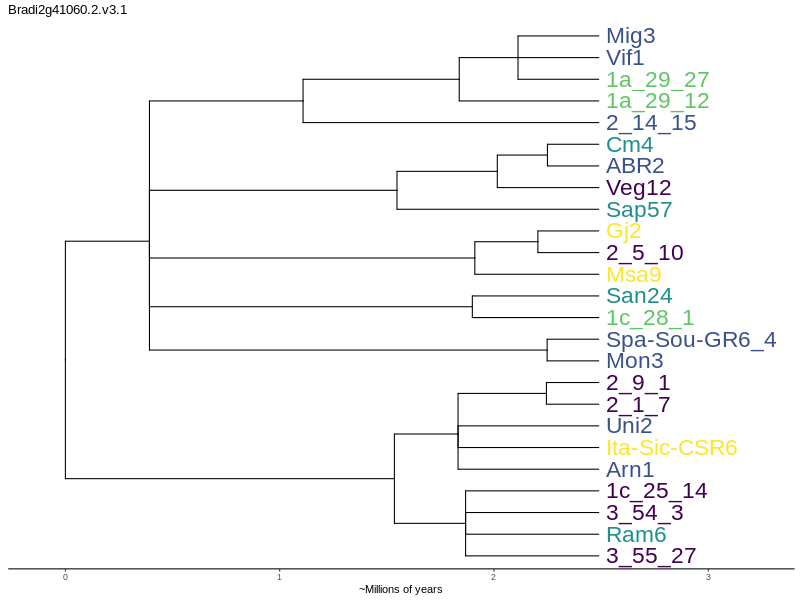 Bradi2g41060.2.v3.1
Mig3
Vif1
1a_29_27
1a_29_12
2_14_15
Cm4
ABR2
Veg12
Sap57
Gj2
2_5_10
Msa9
San24
1c_28_1
Spa-Sou-GR6_4
Mon3
2_9_1
2_1_7
Uni2
Ita-Sic-CSR6
Arn1
1c_25_14
3_54_3
Ram6
3_55_27
0 1 2 3
~Millions of years